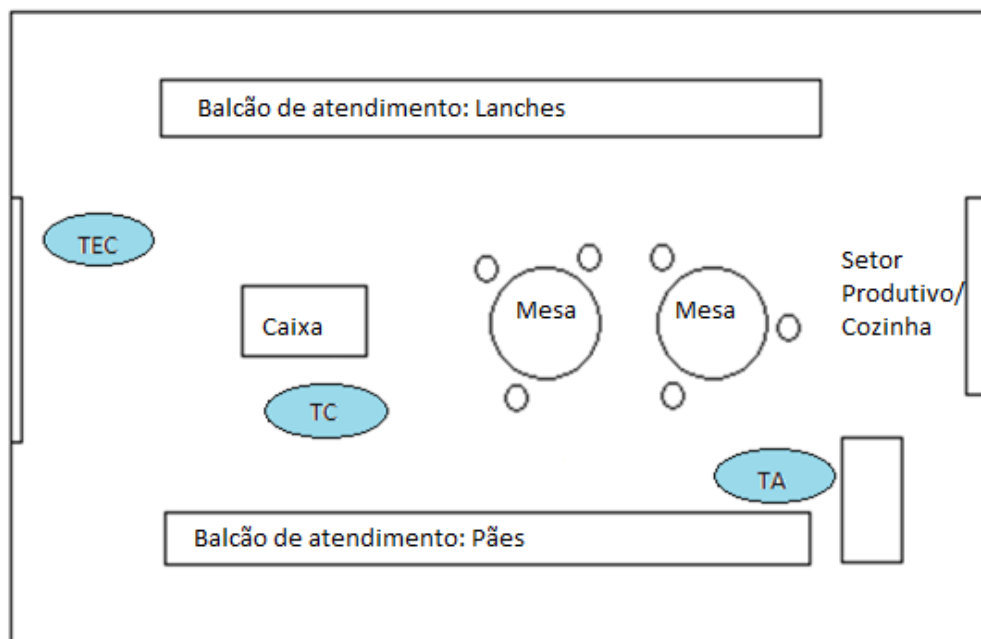 Balcão de atendimento: Lanches
TEC
Setor
Produtivo/
Cozinha
Mesa
Mesa
Caixa
TC
TA
Balcão de atendimento: Pães